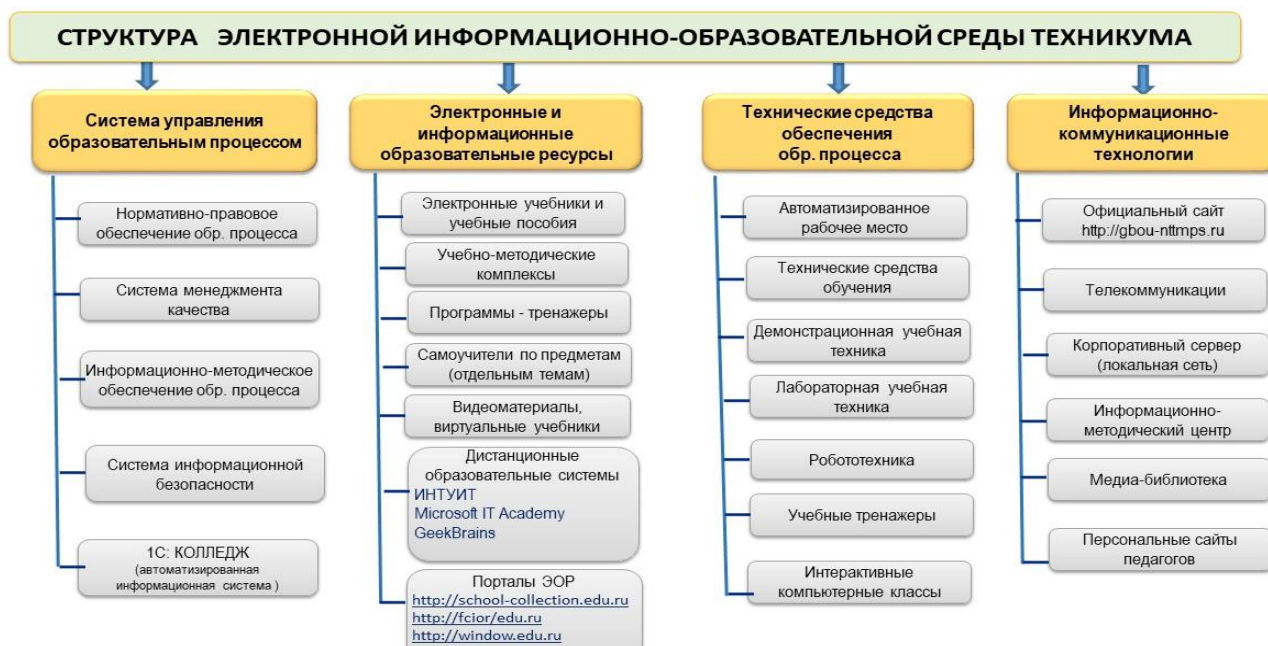 СТРУКТУРА ЭЛЕКТРОННОЙ ИНФОРМАЦИОННО-ОБРАЗОВАТЕЛЬНОЙ СРЕДЫ ТЕХНИКУМА
Система управления
образовательным процессом
Нормативно-правовое
обеспечение обр. процесса
Система менеджмента
качества
Информационно-методическое
обеспечение обр. процесса
Система информационной
безопасности
1С: КОЛЛЕДЖ
(автоматизированная
информационная система )
Электронные и
информационные
образовательные ресурсы
Электронные учебники и
учебные пособия
Учебно-методические
комплексы
Программы - тренажеры
Самоучители по предметам
(отдельным темам)
Видеоматериалы,
виртуальные учебники
Дистанционные
образовательные системы
ИНТУИТ
Microsoft IT Academy
GeekBrains
Порталы ЭОР
http://school-collection.edu.ru
http://fcior/edu.ru
http://window.edu.ru
Технические средства
обеспечения
обр. процесса
Автоматизированное
рабочее место
Технические средства
обучения
Демонстрационная учебная
техника
Лабораторная учебная
техника
Робототехника
Учебные тренажеры
Интерактивные
компьютерные классы
Информационно-
коммуникационные
технологии
Официальный сайт
http://gbou-nttmps.ru
Телекоммуникации
Корпоративный сервер
(локальная сеть)
Информационно-
методический центр
Медиа-библиотека
Персональные сайты
педагогов